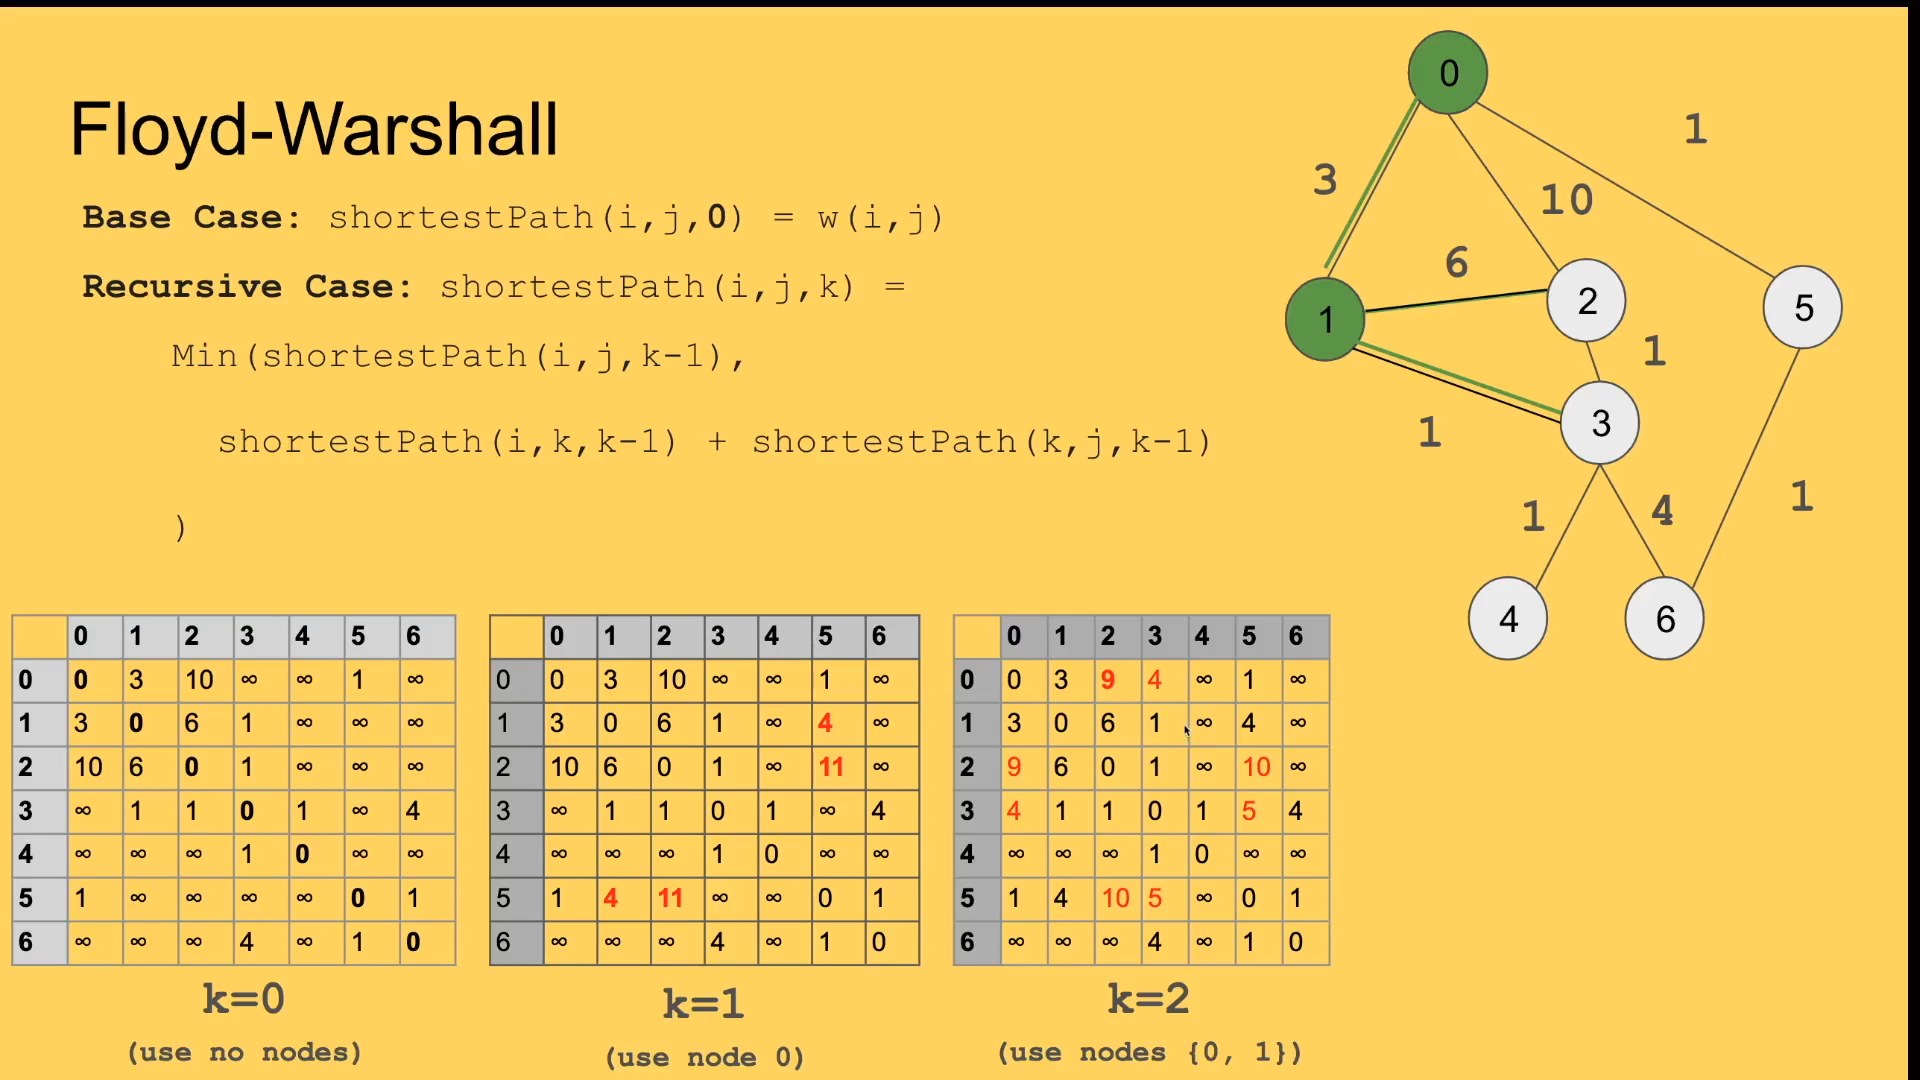 Floyd-Warshall
Base Case: shortestPath(i,j,0) = w(i,j)
Recursive Case: shortestPath(i,j,k) =
Min(shortestPath(i,j,k-1),
shortestPath(i,k,k-1) + shortestPath(k,j,k-1)
)
0
1
3
10
6
2
5
1
1
3
1
1
4
1
4
6
0 1 2 3 4 5 6
0 0 3 10 ∞ ∞ 1 ∞
1 3 0 6 1 ∞ ∞ ∞
2 10 6 0 1 ∞ ∞ ∞
3 ∞ 1 1 0 1 ∞ 4
4 ∞ ∞ ∞ 1 0 ∞ ∞
5 1 ∞ ∞ ∞ ∞ 0 1
6 ∞ ∞ ∞ 4 ∞ 1 0
k=0
(use no nodes)
0 1 2 3 4 5 6
0 0 3 10 ∞ ∞ 1 ∞
1 3 0 6 1 ∞ 4 ∞
2 10 6 0 1 ∞ 11 ∞
3 ∞ 1 1 0 1 ∞ 4
4 ∞ ∞ ∞ 1 0 ∞ ∞
5 1 4 11 ∞ ∞ 0 1
6 ∞ ∞ ∞ 4 ∞ 1 0
k=1
(use node 0)
0 1 2 3 4 5 6
0 0 3 9 4 ∞ 1 ∞
1 3 0 6 1 ∞ 4 ∞
2 9 6 0 1 ∞ 10 ∞
3 4 1 1 0 1 5 4
4 ∞ ∞ ∞ 1 0 ∞ ∞
5 1 4 10 5 ∞ 0 1
6 ∞ ∞ ∞ 4 ∞ 1 0
k=2
(use nodes {0, 1})